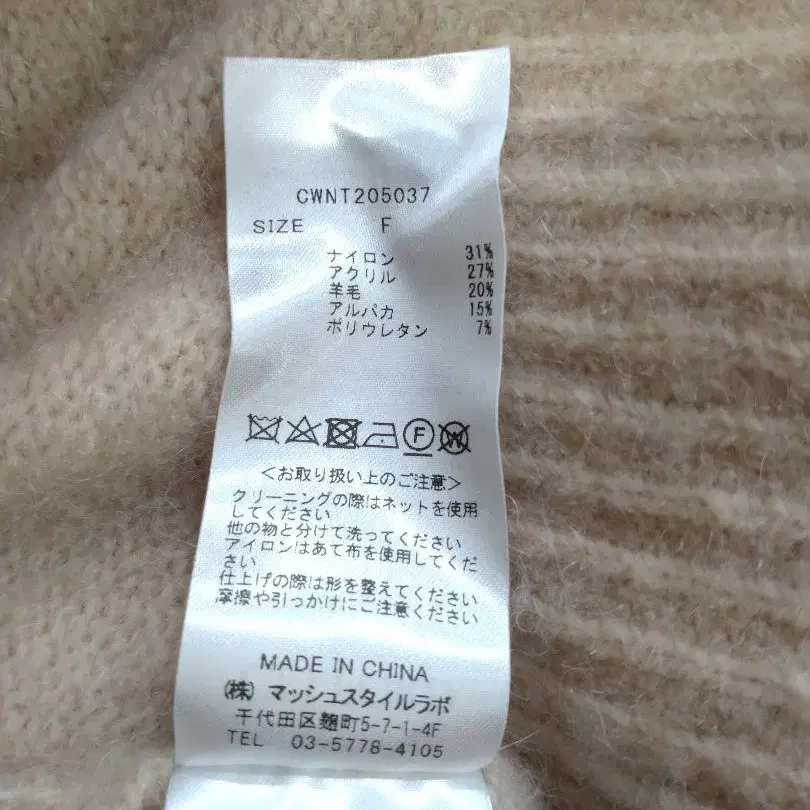 CWNT205037
SIZE F
ナイロン 31%
アクリル 27%
羊毛 20%
アルパカ 15%
ポリウレタン 7%
F W
<お取り扱い上のご注意>
クリーニングの際はネットを使用
してください
他の物と分けて洗ってください
アイロンはあて布を使用してくだ
さい
仕上げの際は形を整えてください
摩擦や引っかけにご注意ください
MADE IN CHINA
(株) マッシュスタイルラボ
千代田区麹町5-7-1-4F
TEL 03-5778-4105